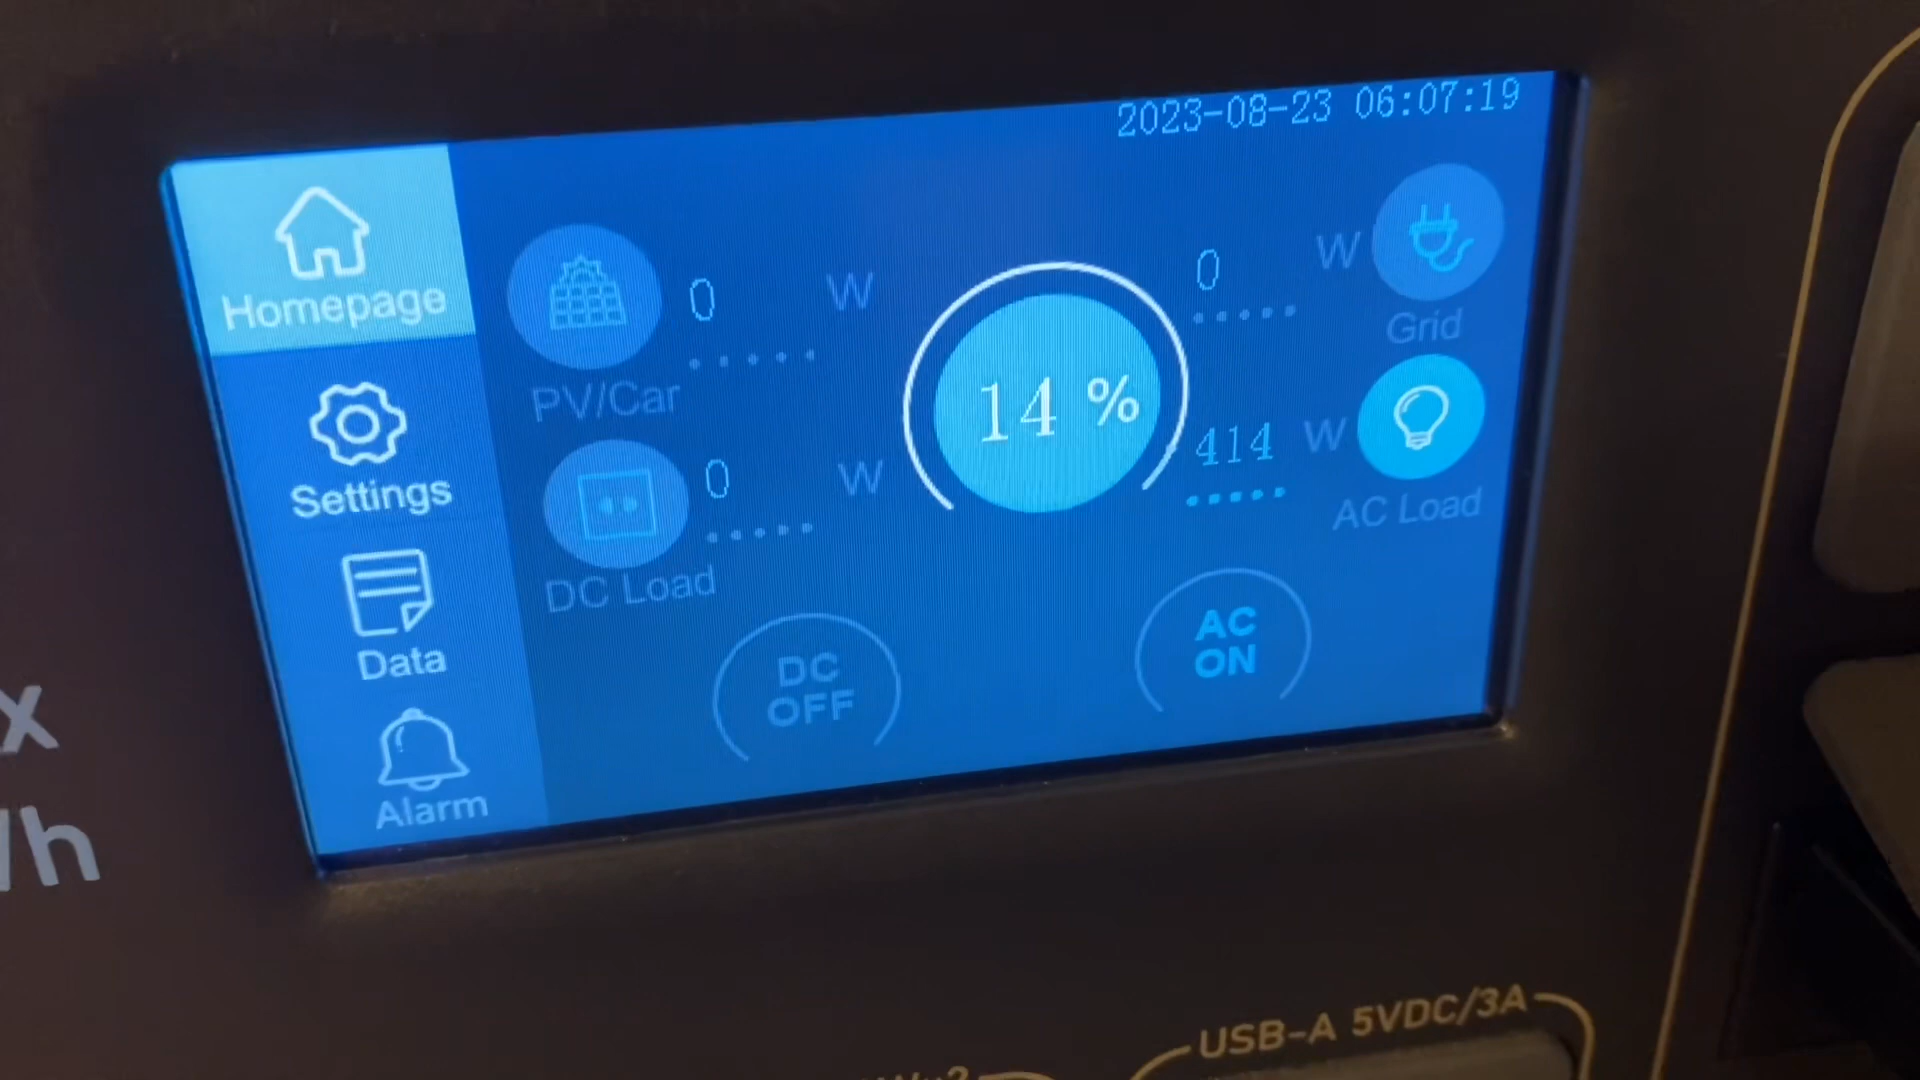 2023-08-23 06:07:19
Homepage
Settings
Data
Alarm
0 W
PV/Car
0 W
DC Load
14 %
0 W
Grid
414 W
AC Load
DC
OFF
AC
ON
x
h
USB-A 5VDC/3A